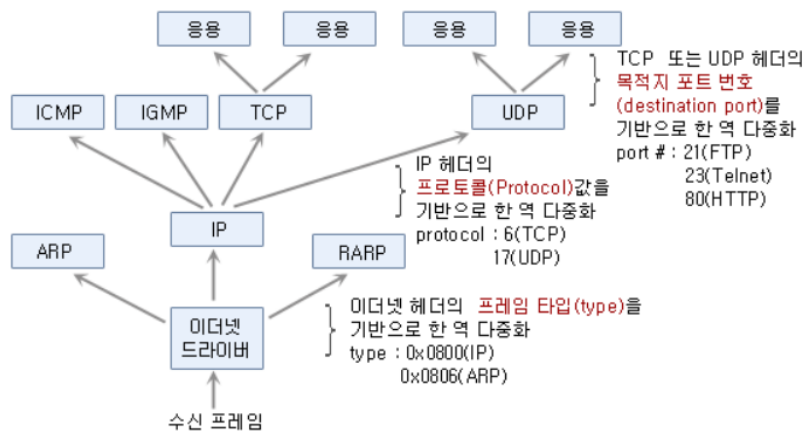 응용
응용
응용
응용
TCP 또는 UDP 헤더의
목적지 포트 번호
(destination port)를
기반으로 한 역 다중화
port # : 21(FTP)
23(Telnet)
80(HTTP)
ICMP
IGMP
TCP
UDP
IP 헤더의
프로토콜(Protocol)값을
기반으로 한 역 다중화
protocol : 6(TCP)
17(UDP)
IP
ARP
RARP
이더넷 헤더의 프레임 타입(type)을
기반으로 한 역 다중화
type : 0x0800(IP)
0x0806(ARP)
이더넷
드라이버
수신 프레임